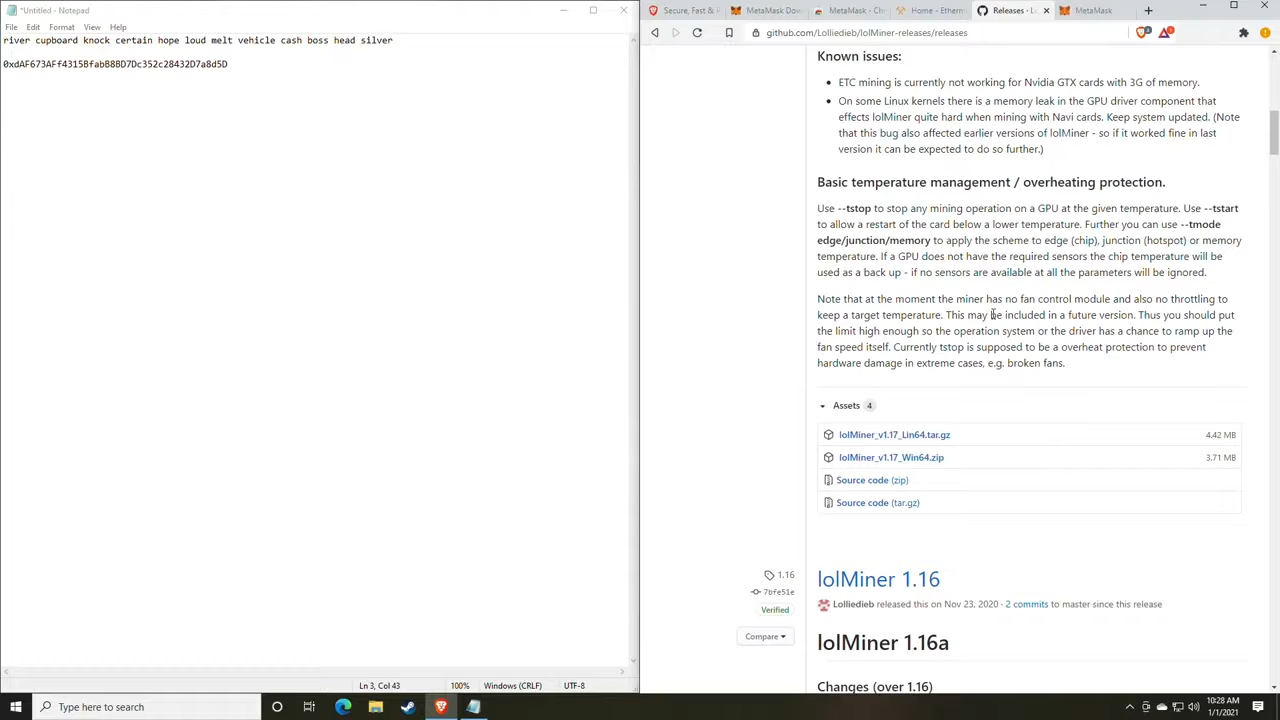 *Untitled - Notepad
File Edit Format View Help
river cupboard knock certain hope loud melt vehicle cash boss head silver
0xdAF673AFf4315BfabB8BD7Dc352c28432D7a8d5D
Ln 3, Col 43 100% Windows (CRLF) UTF-8
Secure, Fast & P MetaMask Dow MetaMask - Ch Home - Etherm Releases · Lo MetaMask
github.com/Lolliedieb/lolMiner-releases/releases
Known issues:
ETC mining is currently not working for Nvidia GTX cards with 3G of memory.
On some Linux kernels there is a memory leak in the GPU driver component that
effects lolMiner quite hard when mining with Navi cards. Keep system updated. (Note
that this bug also affected earlier versions of lolMiner - so if it worked fine in last
version it can be expected to do so further.)
Basic temperature management / overheating protection.
Use --tstop to stop any mining operation on a GPU at the given temperature. Use --tstart
to allow a restart of the card below a lower temperature. Further you can use --tmode
edge/junction/memory to apply the scheme to edge (chip), junction (hotspot) or memory
temperature. If a GPU does not have the required sensors the chip temperature will be
used as a back up - if no sensors are available at all the parameters will be ignored.
Note that at the moment the miner has no fan control module and also no throttling to
keep a target temperature. This may be included in a future version. Thus you should put
the limit high enough so the operation system or the driver has a chance to ramp up the
fan speed itself. Currently tstop is supposed to be a overheat protection to prevent
hardware damage in extreme cases, e.g. broken fans.
Assets 4
lolMiner_v1.17_Lin64.tar.gz 4.42 MB
lolMiner_v1.17_Win64.zip 3.71 MB
Source code (zip)
Source code (tar.gz)
1.16
7bfe51e
Verified
Compare
lolMiner 1.16
Lolliedieb released this on Nov 23, 2020 · 2 commits to master since this release
lolMiner 1.16a
Changes (over 1.16)
Type here to search
10:28 AM
1/1/2021